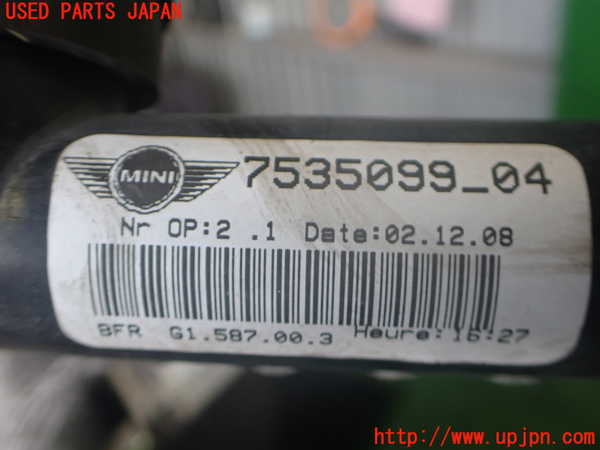 USED PARTS JAPAN
MINI 7535099_04
Nr OP:2 .1 Date:02.12.08
BFR G1.587.00.3 Heure:16:27
http://www.upjpn.com/